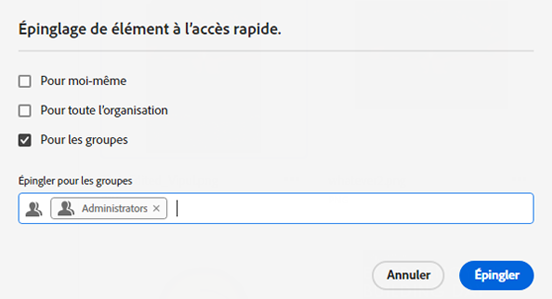 Épinglage de élément à l'accès rapide.
Pour moi-même
Pour toute l'organisation
Pour les groupes
Épingler pour les groupes
Administrators ×
Annuler Épingler